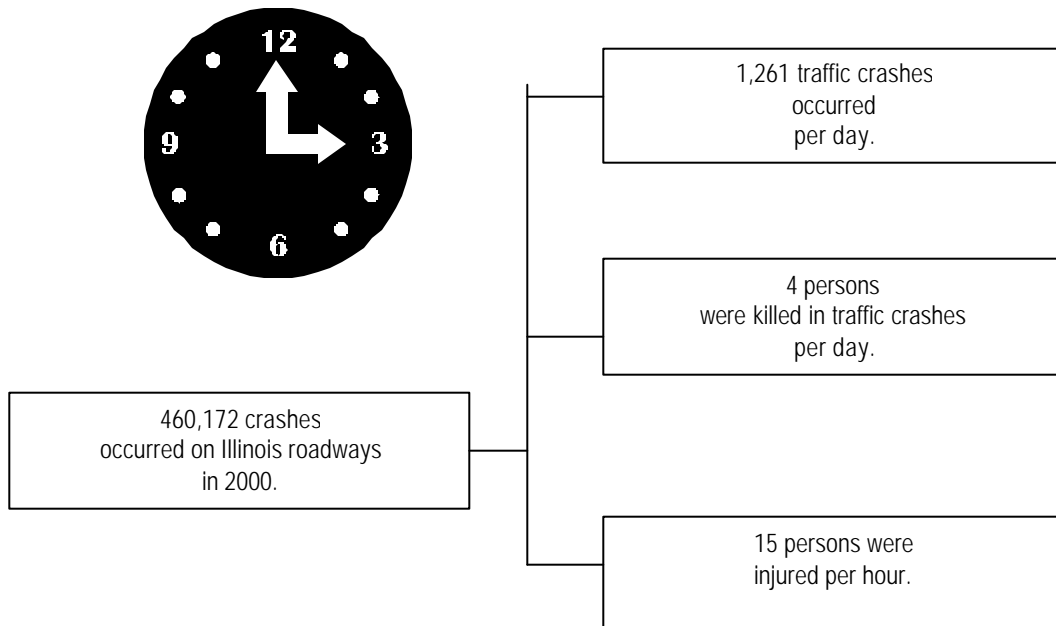 12
9
3
6
1,261 traffic crashes
occurred
per day.
4 persons
were killed in traffic crashes
per day.
460,172 crashes
occurred on Illinois roadways
in 2000.
15 persons were
injured per hour.